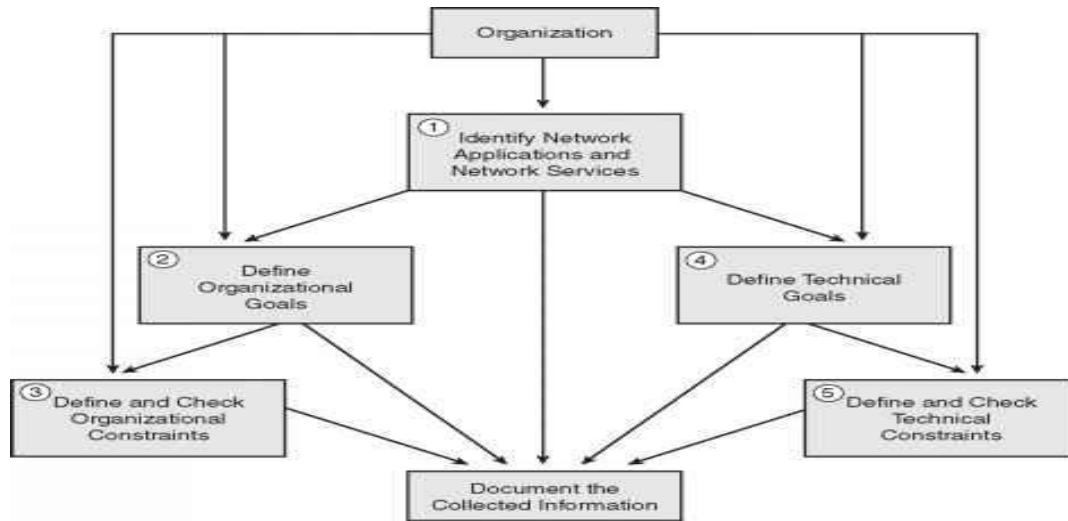 Organization
1
Identify Network
Applications and
Network Services
2
Define
Organizational
Goals
4
Define Technical
Goals
3
Define and Check
Organizational
Constraints
5
Define and Check
Technical
Constraints
Document the
Collected Information